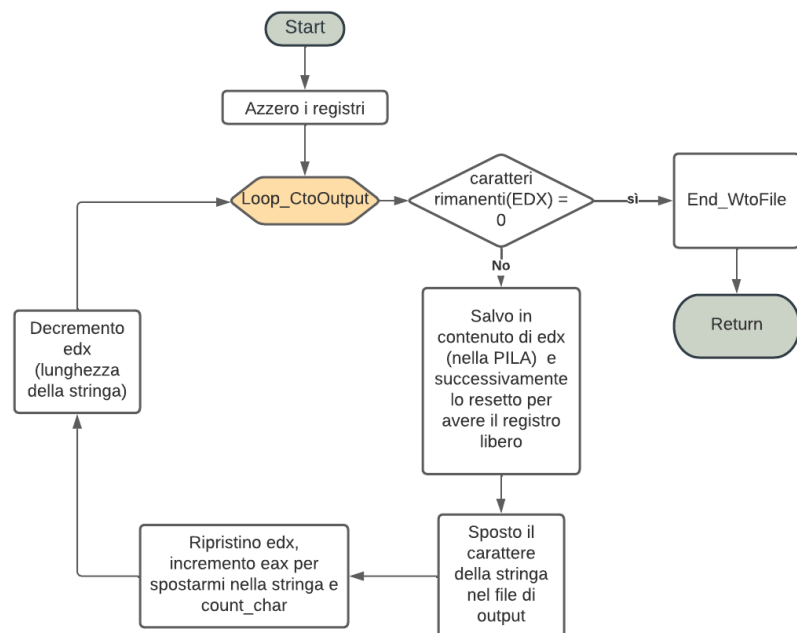 Start
Azzero i registri
Loop_CtoOutput
caratteri
rimanenti(EDX) =
0
sì
End_WtoFile
Return
No
Salvo in
contenuto di edx
(nella PILA) e
successivamente
lo resetto per
avere il registro
libero
Sposto il
carattere
della stringa
nel file di
output
Ripristino edx,
incremento eax per
spostarmi nella stringa e
count_char
Decremento
edx
(lunghezza
della stringa)